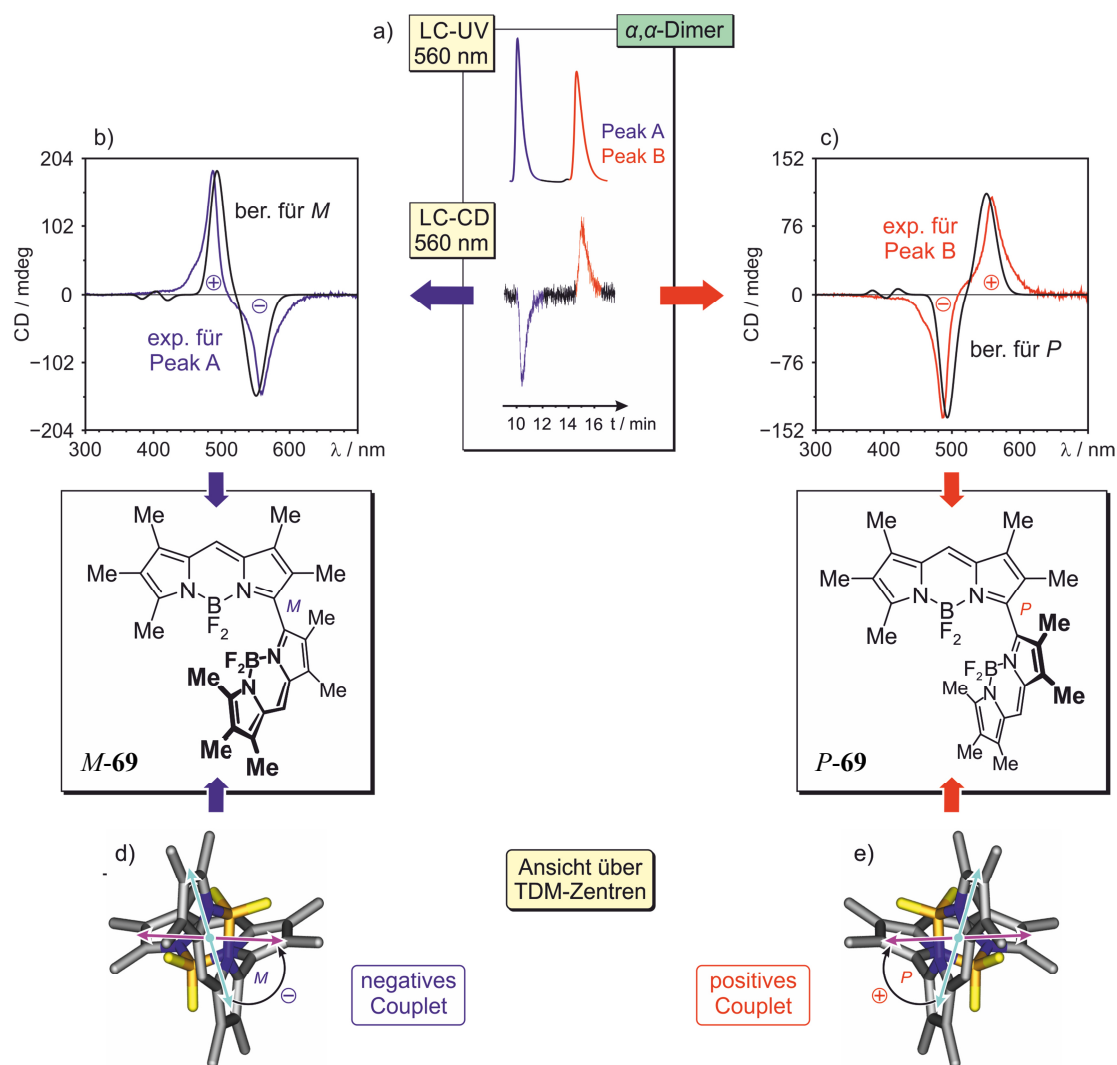 a)
LC-UV
560 nm
α,α-Dimer
Peak A
Peak B
LC-CD
560 nm
10 12 14 16 t / min
b)
204
102
0
−102
−204
CD / mdeg
300 400 500 600 λ / nm
ber. für M
exp. für
Peak A
+
−
c)
152
76
0
−76
−152
CD / mdeg
300 400 500 600 λ / nm
exp. für
Peak B
ber. für P
+
−
Me Me
Me Me
N N
B
F2
Me
M
Me
F2B N
Me N
Me
Me Me
M-69
Me Me
Me Me
N N
B
F2
Me
P
Me
F2B N
Me N
Me
Me Me
P-69
d)
M
−
negatives
Couplet
Ansicht über
TDM-Zentren
e)
P
+
positives
Couplet